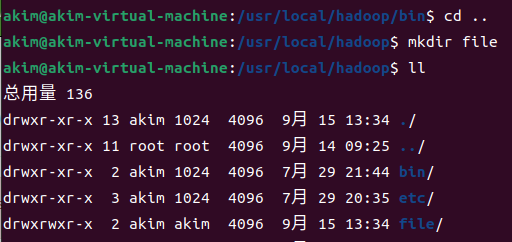 akim@akim-virtual-machine:/usr/local/hadoop/bin$ cd ..
akim@akim-virtual-machine:/usr/local/hadoop$ mkdir file
akim@akim-virtual-machine:/usr/local/hadoop$ ll
总用量 136
drwxr-xr-x 13 akim 1024  4096  9月 15 13:34 ./
drwxr-xr-x 11 root root  4096  9月 14 09:25 ../
drwxr-xr-x  2 akim 1024  4096  7月 29 21:44 bin/
drwxr-xr-x  3 akim 1024  4096  7月 29 20:35 etc/
drwxrwxr-x  2 akim akim  4096  9月 15 13:34 file/